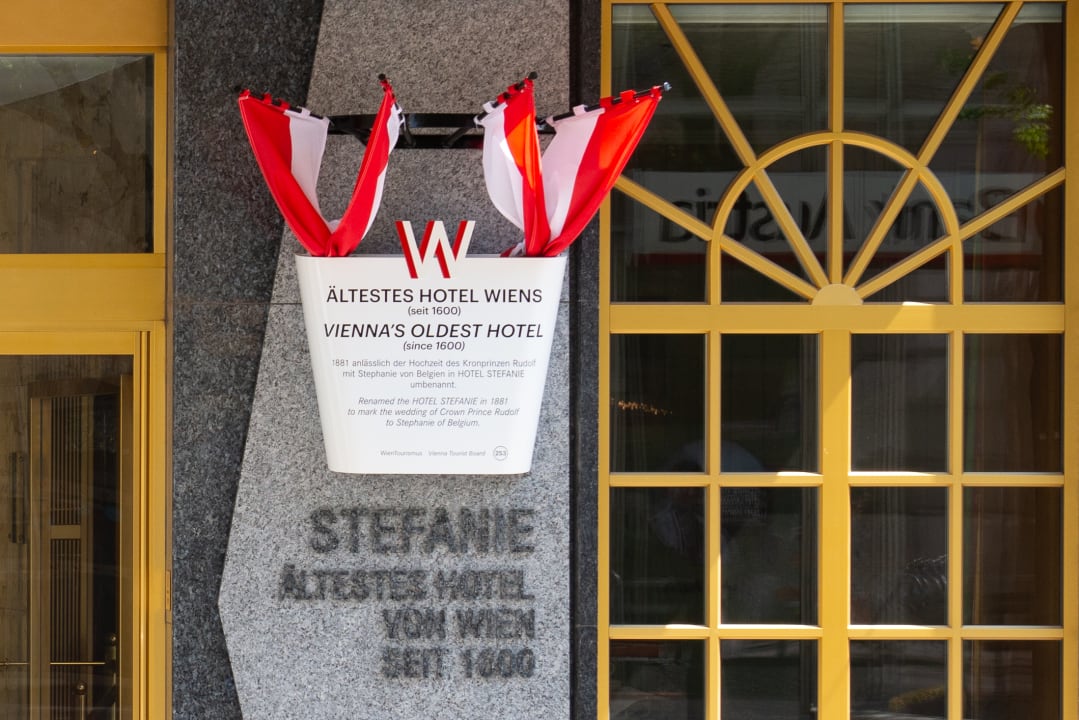 W
ÄLTESTES HOTEL WIENS
(seit 1600)
VIENNA'S OLDEST HOTEL
(since 1600)
1881 anlässlich der Hochzeit des Kronprinzen Rudolf
mit Stephanie von Belgien in HOTEL STEFANIE
umbenannt.
Renamed the HOTEL STEFANIE in 1881
to mark the wedding of Crown Prince Rudolf
to Stephanie of Belgium.
WienTourismus Vienna Tourist Board 253
STEFANIE
ÄLTESTES HOTEL
VON WIEN
SEIT 1600
Bank Austria